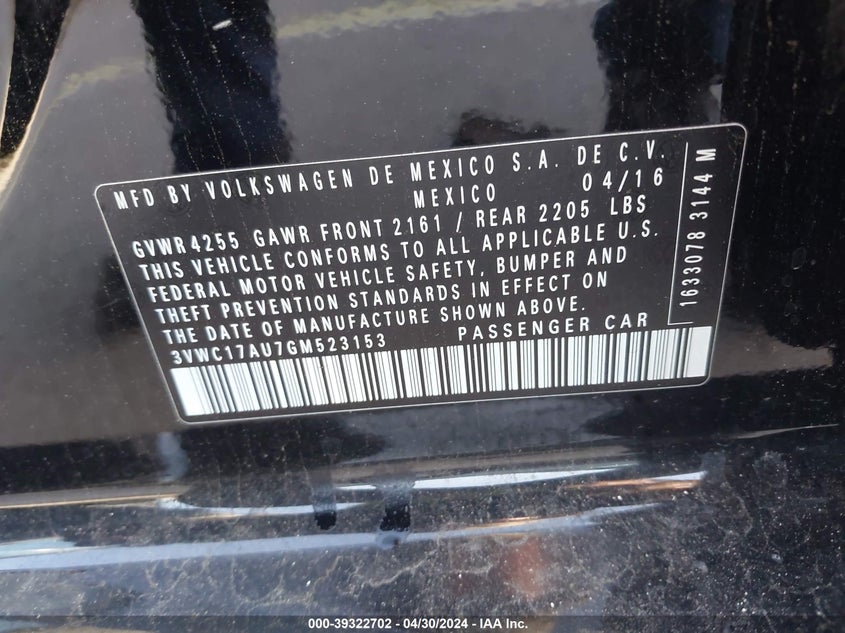 MFD BY VOLKSWAGEN DE MEXICO S.A. DE C.V.
MEXICO 04/16
GVWR 4255 GAWR FRONT 2161 / REAR 2205 LBS
THIS VEHICLE CONFORMS TO ALL APPLICABLE U.S.
FEDERAL MOTOR VEHICLE SAFETY, BUMPER AND
THEFT PREVENTION STANDARDS IN EFFECT ON
THE DATE OF MANUFACTURE SHOWN ABOVE.
3VWC17AU7GM523153 PASSENGER CAR
1633078 3144 M
000-39322702 - 04/30/2024 - IAA Inc.